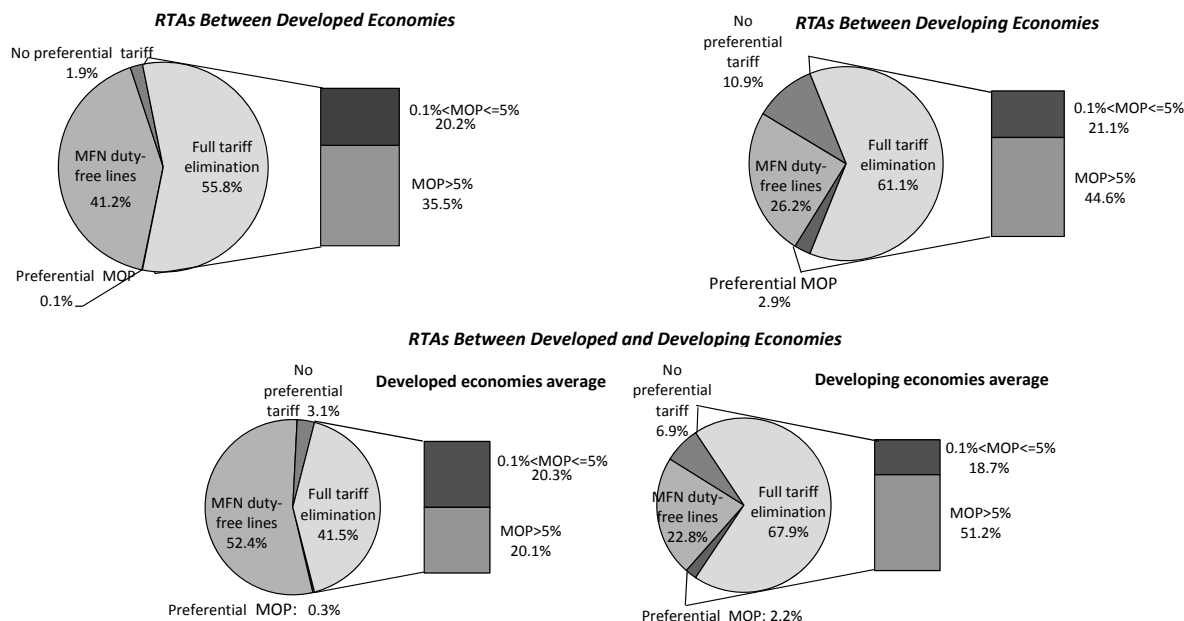 RTAs Between Developed Economies
No preferential tariff
1.9%
MFN duty-
free lines
41.2%
Full tariff
elimination
55.8%
Preferential MOP
0.1%
0.1%<MOP<=5%
20.2%
MOP>5%
35.5%
RTAs Between Developing Economies
No
preferential
tariff
10.9%
MFN duty-
free lines
26.2%
Full tariff
elimination
61.1%
Preferential MOP
2.9%
0.1%<MOP<=5%
21.1%
MOP>5%
44.6%
RTAs Between Developed and Developing Economies
Developed economies average
No
preferential
tariff 3.1%
MFN duty-
free lines
52.4%
Full tariff
elimination
41.5%
Preferential MOP: 0.3%
0.1%<MOP<=5%
20.3%
MOP>5%
20.1%
Developing economies average
No
preferential
tariff
6.9%
MFN duty-
free lines
22.8%
Full tariff
elimination
67.9%
Preferential MOP: 2.2%
0.1%<MOP<=5%
18.7%
MOP>5%
51.2%